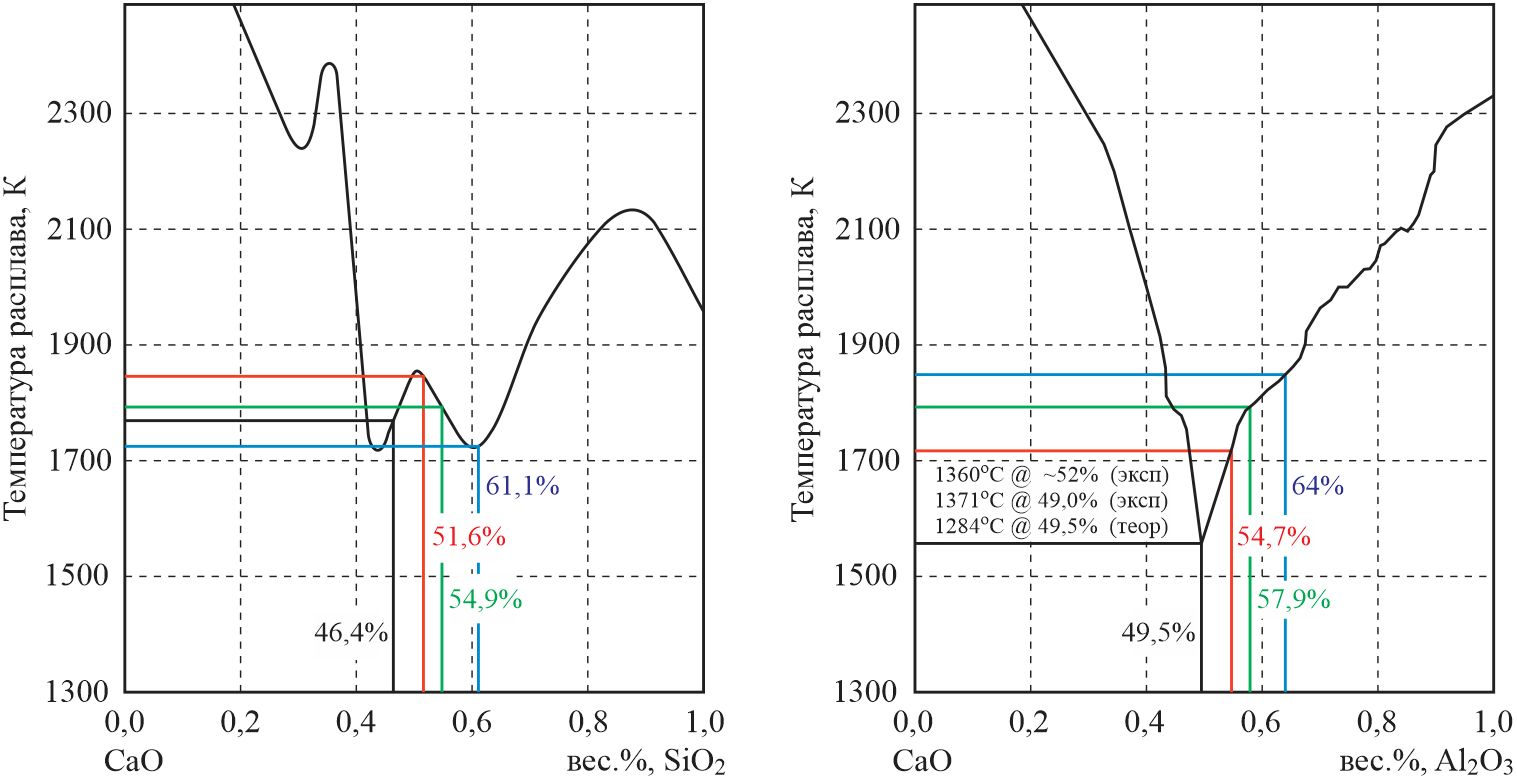 Температура расплава, К
2300
2100
1900
1700
1500
1300
61,1%
51,6%
54,9%
46,4%
0,0 0,2 0,4 0,6 0,8 1,0
CaO вес.%, SiO₂
Температура расплава, К
2300
2100
1900
1700
1500
1300
1360°C @ ~52% (эксп)
1371°C @ 49,0% (эксп)
1284°C @ 49,5% (теор)
64%
54,7%
57,9%
49,5%
0,0 0,2 0,4 0,6 0,8 1,0
CaO вес.%, Al₂O₃